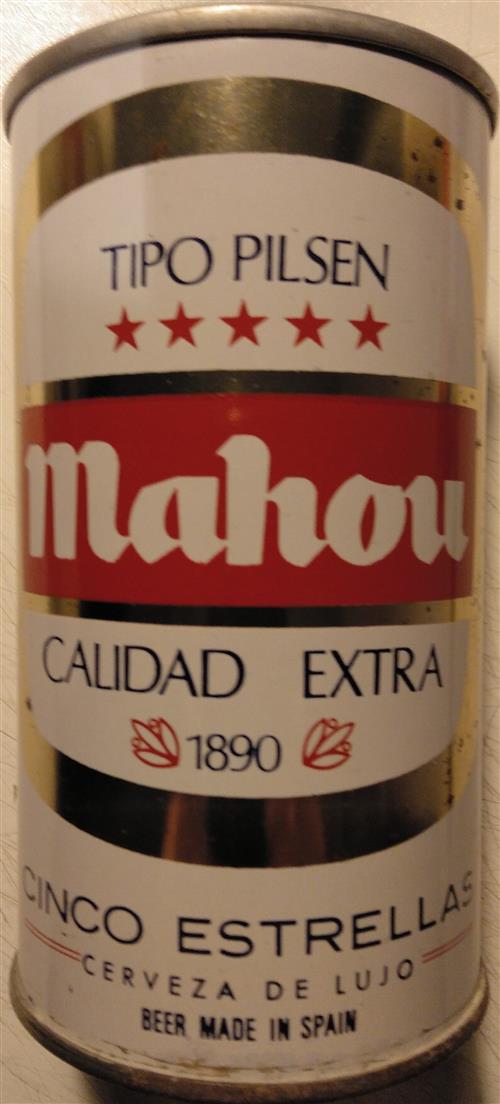 TIPO PILSEN
Mahou
CALIDAD EXTRA
1890
CINCO ESTRELLAS
CERVEZA DE LUJO
BEER MADE IN SPAIN